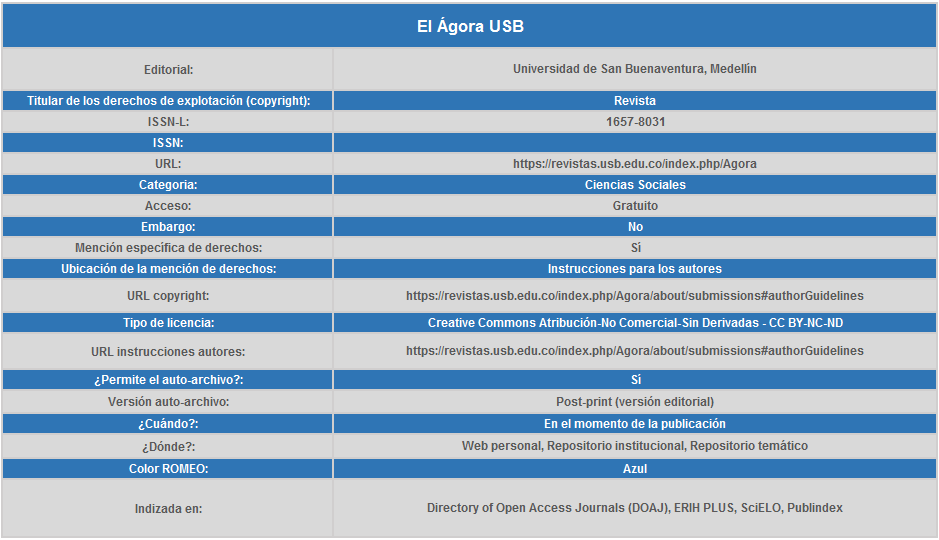 El Ágora USB
Editorial: Universidad de San Buenaventura, Medellín
Titular de los derechos de explotación (copyright): Revista
ISSN-L: 1657-8031
ISSN:
URL: https://revistas.usb.edu.co/index.php/Agora
Categoria: Ciencias Sociales
Acceso: Gratuito
Embargo: No
Mención específica de derechos: Sì
Ubicación de la mención de derechos: Instrucciones para los autores
URL copyright: https://revistas.usb.edu.co/index.php/Agora/about/submissions#authorGuidelines
Tipo de licencia: Creative Commons Atribución-No Comercial-Sin Derivadas - CC BY-NC-ND
URL instrucciones autores: https://revistas.usb.edu.co/index.php/Agora/about/submissions#authorGuidelines
¿Permite el auto-archivo?: Sì
Versión auto-archivo: Post-print (versión editorial)
¿Cuándo?: En el momento de la publicación
¿Dónde?: Web personal, Repositorio institucional, Repositorio temático
Color ROMEO: Azul
Indizada en: Directory of Open Access Journals (DOAJ), ERIH PLUS, SciELO, Publindex